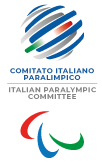 COMITATO ITALIANO
PARALIMPICO
ITALIAN PARALYMPIC
COMMITTEE